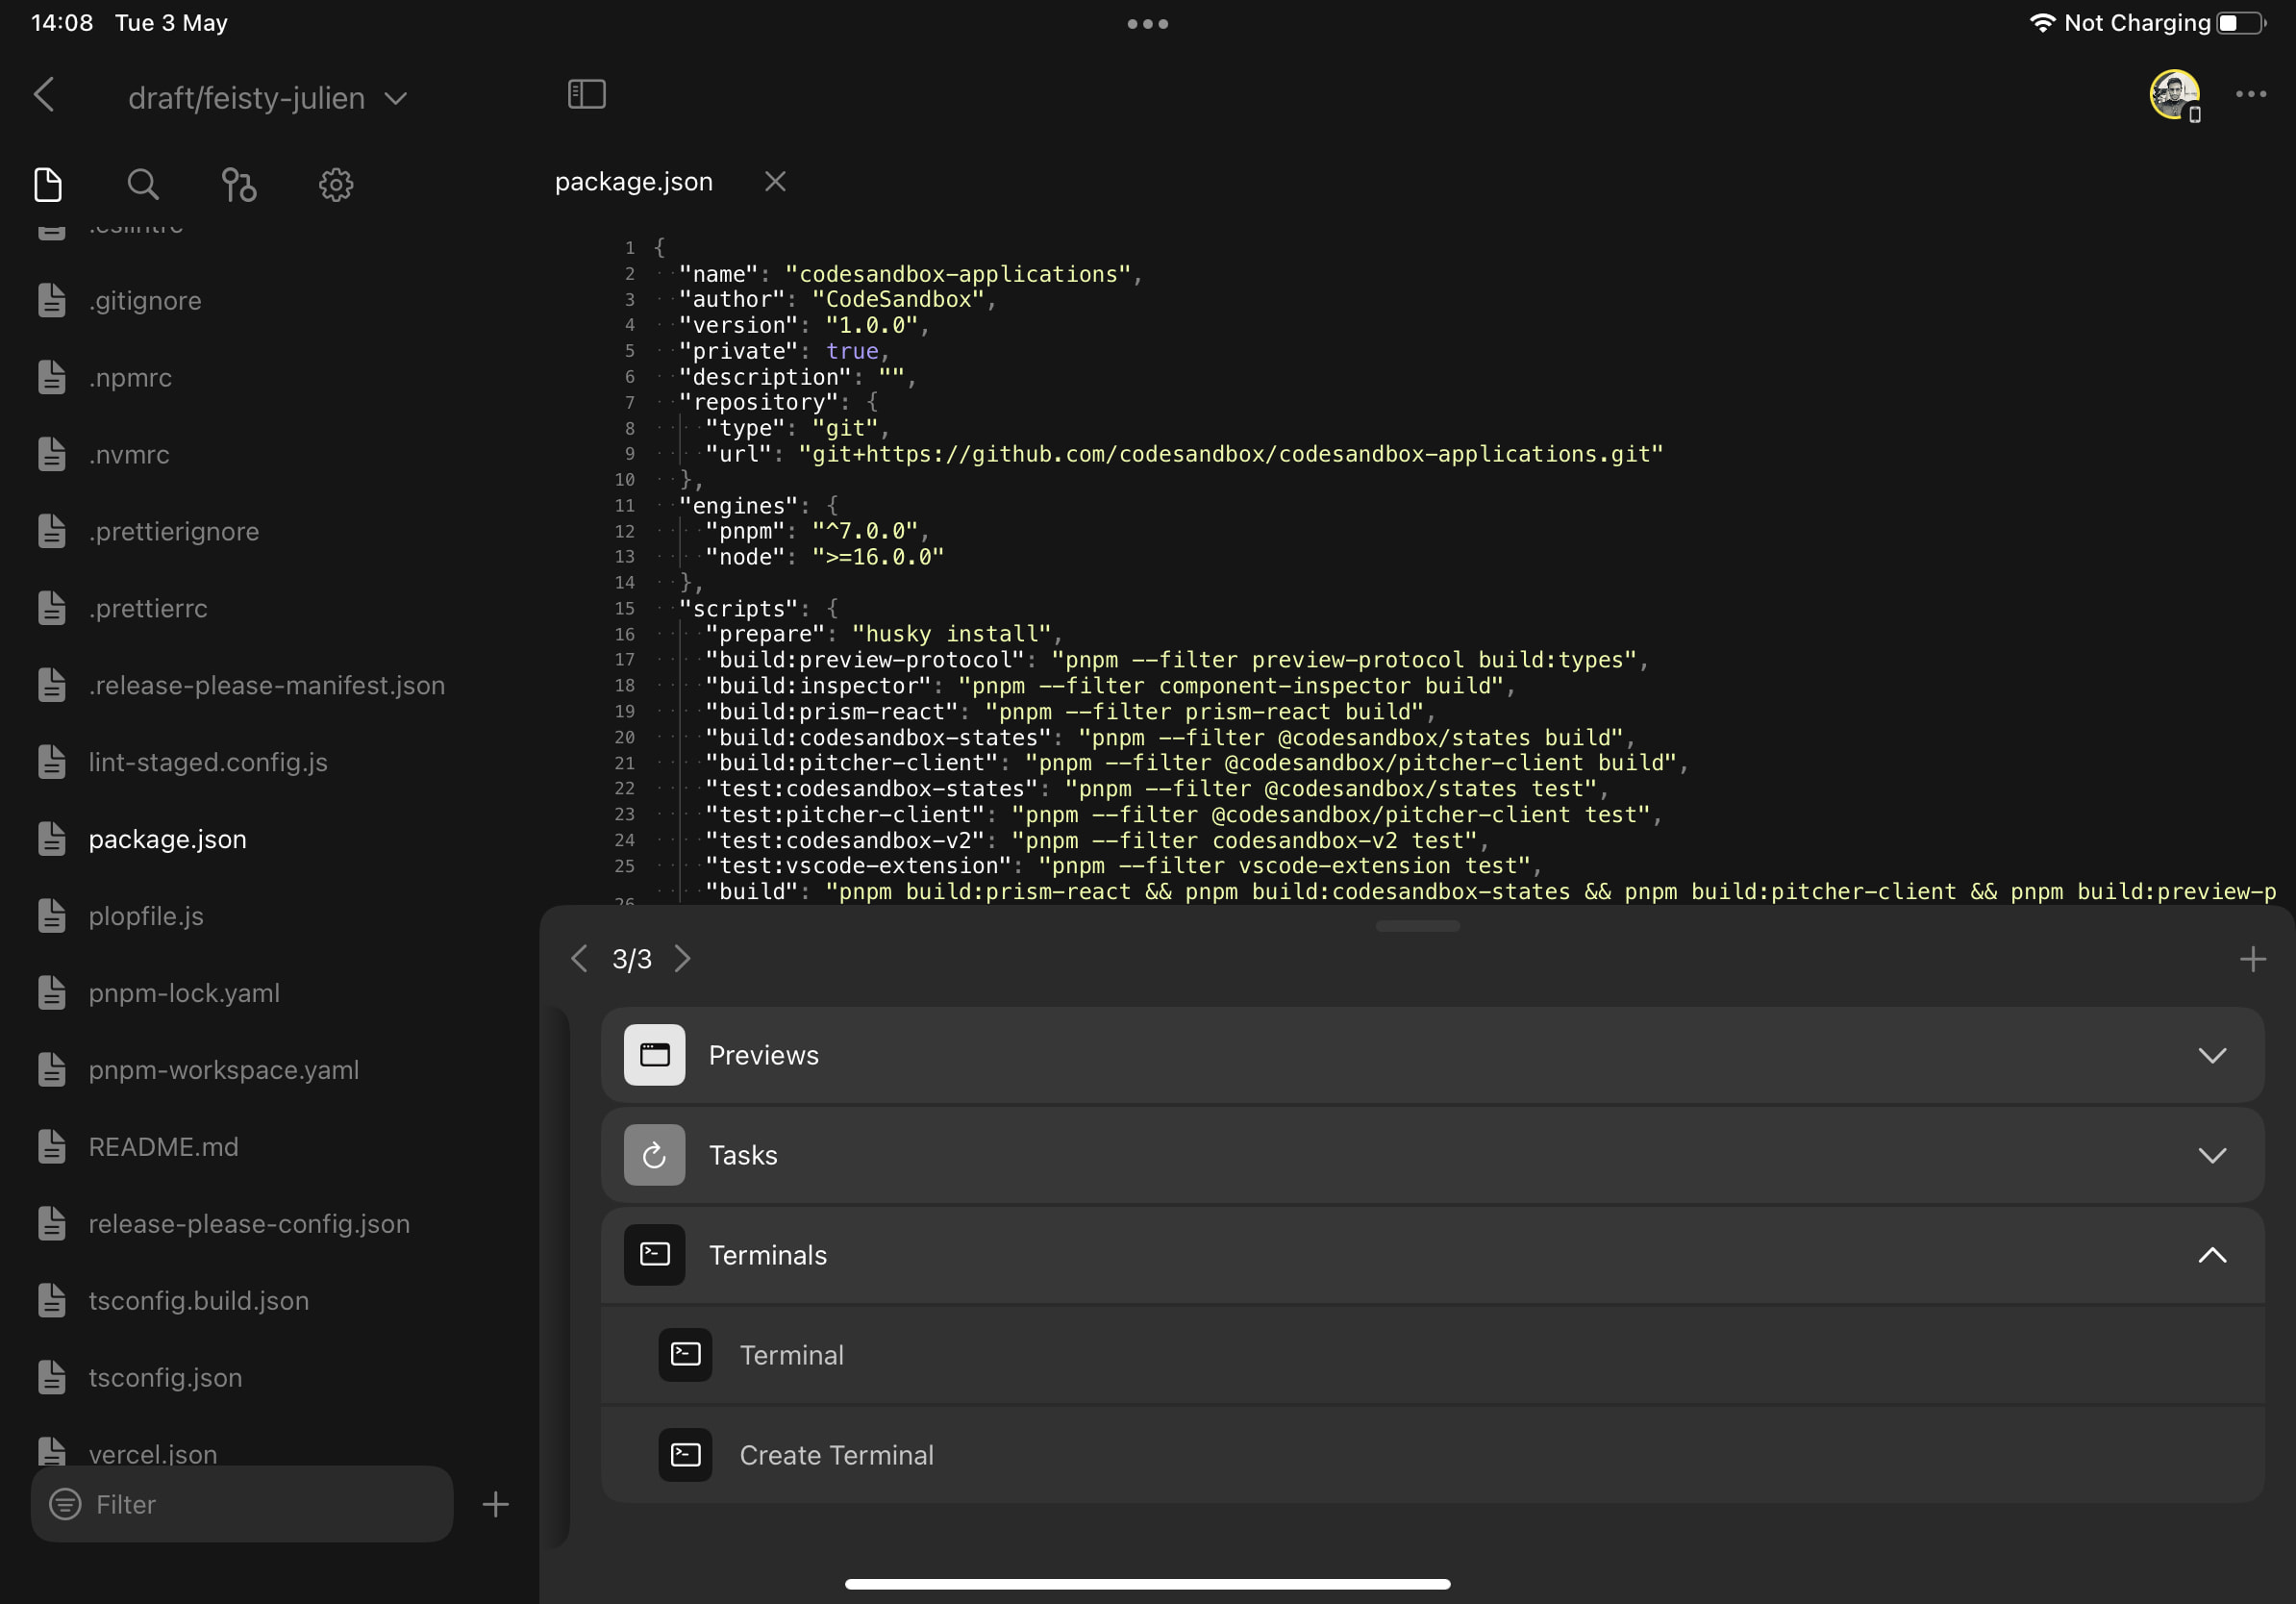 14:08 Tue 3 May
Not Charging
draft/feisty-julien
package.json
.eslintrc
.gitignore
.npmrc
.nvmrc
.prettierignore
.prettierrc
.release-please-manifest.json
lint-staged.config.js
package.json
plopfile.js
pnpm-lock.yaml
pnpm-workspace.yaml
README.md
release-please-config.json
tsconfig.build.json
tsconfig.json
vercel.json
Filter
1 {
2 "name": "codesandbox-applications",
3 "author": "CodeSandbox",
4 "version": "1.0.0",
5 "private": true,
6 "description": "",
7 "repository": {
8 "type": "git",
9 "url": "git+https://github.com/codesandbox/codesandbox-applications.git"
10 },
11 "engines": {
12 "pnpm": "^7.0.0",
13 "node": ">=16.0.0"
14 },
15 "scripts": {
16 "prepare": "husky install",
17 "build:preview-protocol": "pnpm --filter preview-protocol build:types",
18 "build:inspector": "pnpm --filter component-inspector build",
19 "build:prism-react": "pnpm --filter prism-react build",
20 "build:codesandbox-states": "pnpm --filter @codesandbox/states build",
21 "build:pitcher-client": "pnpm --filter @codesandbox/pitcher-client build",
22 "test:codesandbox-states": "pnpm --filter @codesandbox/states test",
23 "test:pitcher-client": "pnpm --filter @codesandbox/pitcher-client test",
24 "test:codesandbox-v2": "pnpm --filter codesandbox-v2 test",
25 "test:vscode-extension": "pnpm --filter vscode-extension test",
26 "build": "pnpm build:prism-react && pnpm build:codesandbox-states && pnpm build:pitcher-client && pnpm build:preview-p
3/3
Previews
Tasks
Terminals
Terminal
Create Terminal